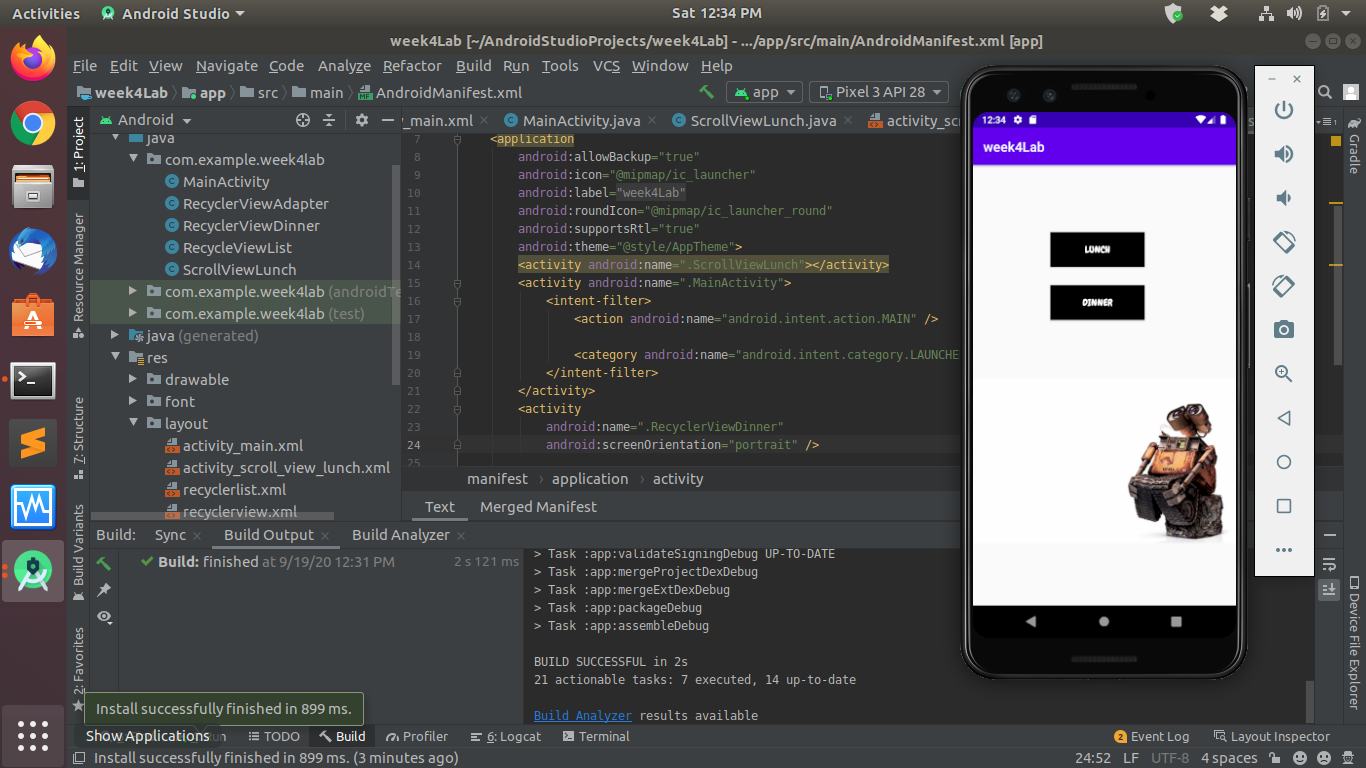 Activities Android Studio Sat 12:34 PM
week4Lab [~/AndroidStudioProjects/week4Lab] - .../app/src/main/AndroidManifest.xml [app]
File Edit View Navigate Code Analyze Refactor Build Run Tools VCS Window Help
week4Lab app src main AndroidManifest.xml app Pixel 3 API 28
Android
_main.xml MainActivity.java ScrollViewLunch.java activity_sc
1: Project
Resource Manager
7: Structure
Build Variants
2: Favorites
java
com.example.week4lab
MainActivity
RecyclerViewAdapter
RecyclerViewDinner
RecycleViewList
ScrollViewLunch
com.example.week4lab (androidTe
com.example.week4lab (test)
java (generated)
res
drawable
font
layout
activity_main.xml
activity_scroll_view_lunch.xml
recyclerlist.xml
recyclerview.xml
7 <application
8 android:allowBackup="true"
9 android:icon="@mipmap/ic_launcher"
10 android:label="week4Lab"
11 android:roundIcon="@mipmap/ic_launcher_round"
12 android:supportsRtl="true"
13 android:theme="@style/AppTheme">
14 <activity android:name=".ScrollViewLunch"></activity>
15 <activity android:name=".MainActivity">
16 <intent-filter>
17 <action android:name="android.intent.action.MAIN" />
18
19 <category android:name="android.intent.category.LAUNCHE
20 </intent-filter>
21 </activity>
22 <activity
23 android:name=".RecyclerViewDinner"
24 android:screenOrientation="portrait" />
25
manifest application activity
Text Merged Manifest
Build: Sync Build Output Build Analyzer
Build: finished at 9/19/20 12:31 PM 2 s 121 ms
> Task :app:validateSigningDebug UP-TO-DATE
> Task :app:mergeProjectDexDebug
> Task :app:mergeExtDexDebug
> Task :app:packageDebug
> Task :app:assembleDebug
BUILD SUCCESSFUL in 2s
21 actionable tasks: 7 executed, 14 up-to-date
Build Analyzer results available
12:34
week4Lab
LUNCH
DINNER
Gradle
Device File Explorer
Install successfully finished in 899 ms.
Show Applications
TODO Build Profiler 6: Logcat Terminal 2 Event Log Layout Inspector
Install successfully finished in 899 ms. (3 minutes ago) 24:52 LF UTF-8 4 spaces